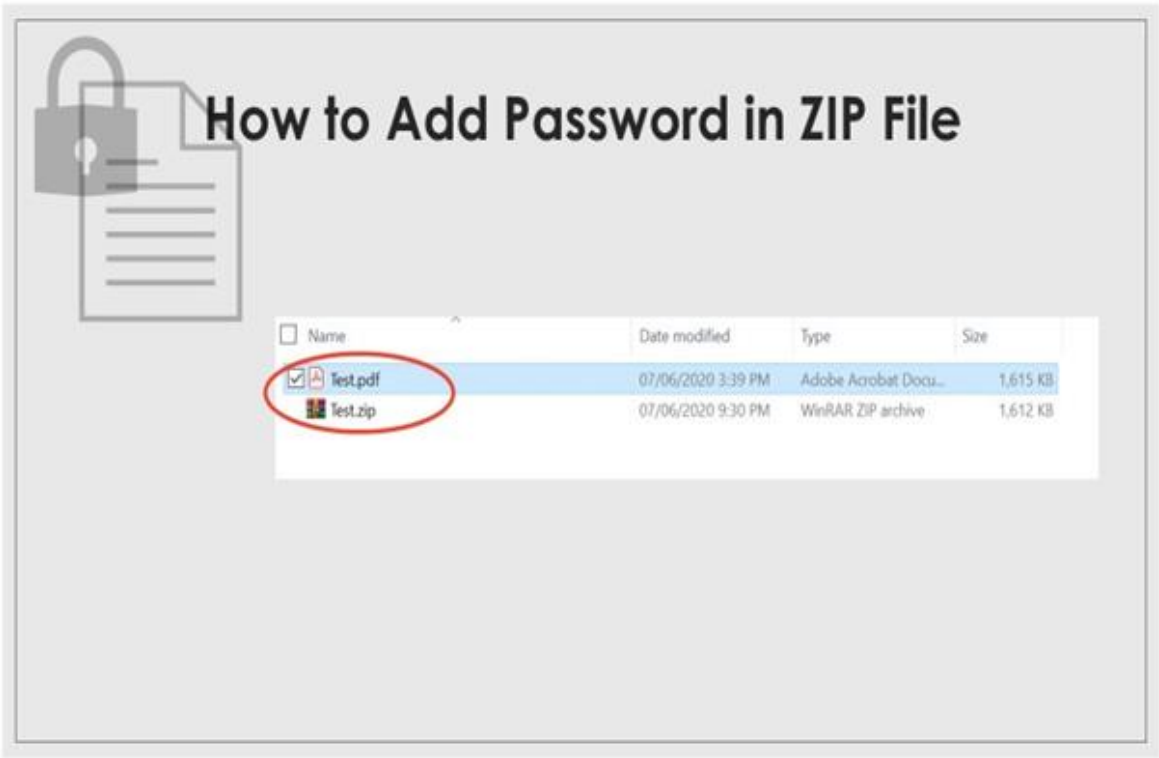 How to Add Password in ZIP File
Name Date modified Type Size
Test.pdf 07/06/2020 3:39 PM Adobe Acrobat Docu... 1,615 KB
Test.zip 07/06/2020 9:30 PM WinRAR ZIP archive 1,612 KB